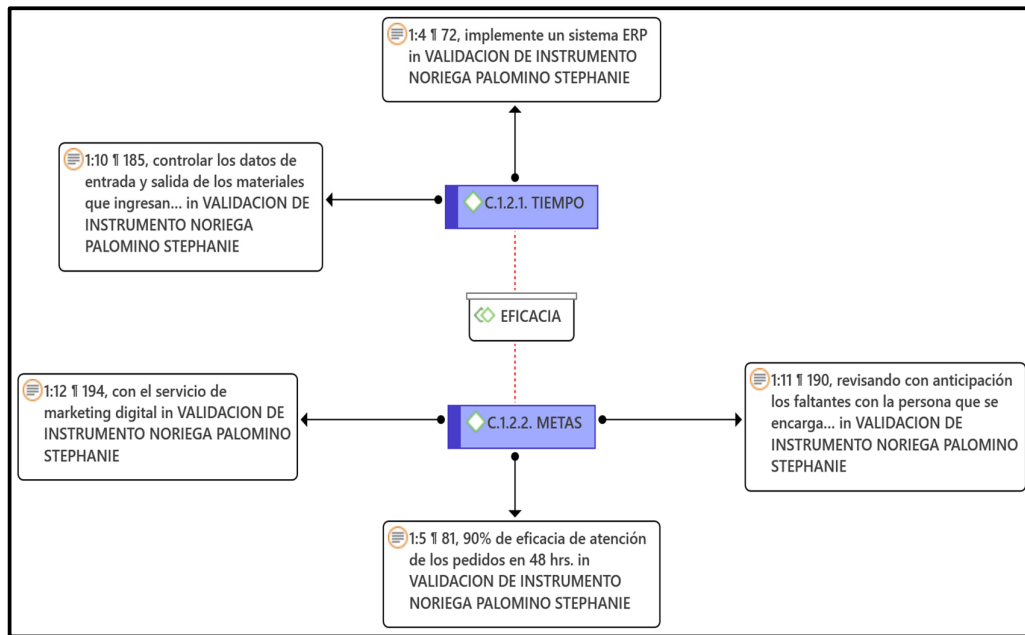 1:4 ¶ 72, implemente un sistema ERP
in VALIDACION DE INSTRUMENTO
NORIEGA PALOMINO STEPHANIE
1:10 ¶ 185, controlar los datos de
entrada y salida de los materiales
que ingresan... in VALIDACION DE
INSTRUMENTO NORIEGA
PALOMINO STEPHANIE
C.1.2.1. TIEMPO
EFICACIA
1:12 ¶ 194, con el servicio de
marketing digital in VALIDACION DE
INSTRUMENTO NORIEGA PALOMINO
STEPHANIE
C.1.2.2. METAS
1:11 ¶ 190, revisando con anticipación
los faltantes con la persona que se
encarga... in VALIDACION DE
INSTRUMENTO NORIEGA PALOMINO
STEPHANIE
1:5 ¶ 81, 90% de eficacia de atención
de los pedidos en 48 hrs. in
VALIDACION DE INSTRUMENTO
NORIEGA PALOMINO STEPHANIE